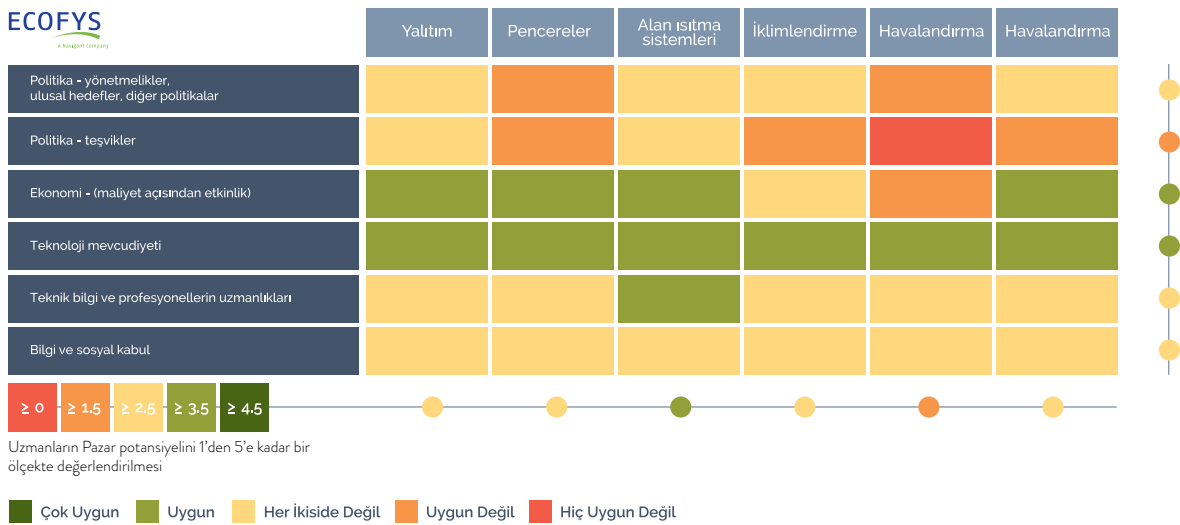 ECOFYS
A Navigant Company
Yalıtım
Pencereler
Alan ısıtma
sistemleri
İklimlendirme
Havalandırma
Havalandırma
Politika - yönetmelikler,
ulusal hedefler, diğer politikalar
Politika - teşvikler
Ekonomi - (maliyet açısından etkinlik)
Teknoloji mevcudiyeti
Teknik bilgi ve profesyonellerin uzmanlıkları
Bilgi ve sosyal kabul
≥ 0
≥ 1,5
≥ 2,5
≥ 3,5
≥ 4,5
Uzmanların Pazar potansiyelini 1’den 5’e kadar bir
ölçekte değerlendirilmesi
Çok Uygun
Uygun
Her İkiside Değil
Uygun Değil
Hiç Uygun Değil